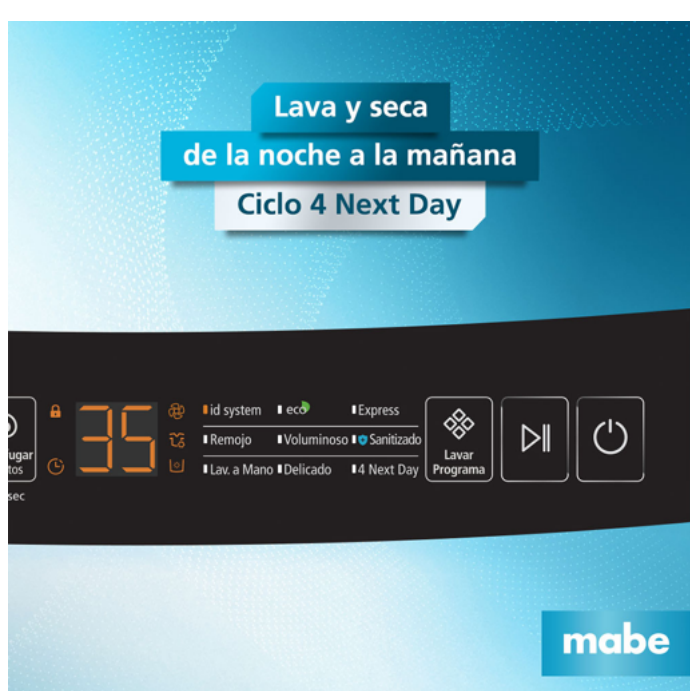 Lava y seca
de la noche a la mañana
Ciclo 4 Next Day
35
id system eco Express
Remojo Voluminoso Sanitizado
Lav. a Mano Delicado 4 Next Day
Lavar
Programa
sec
mabe